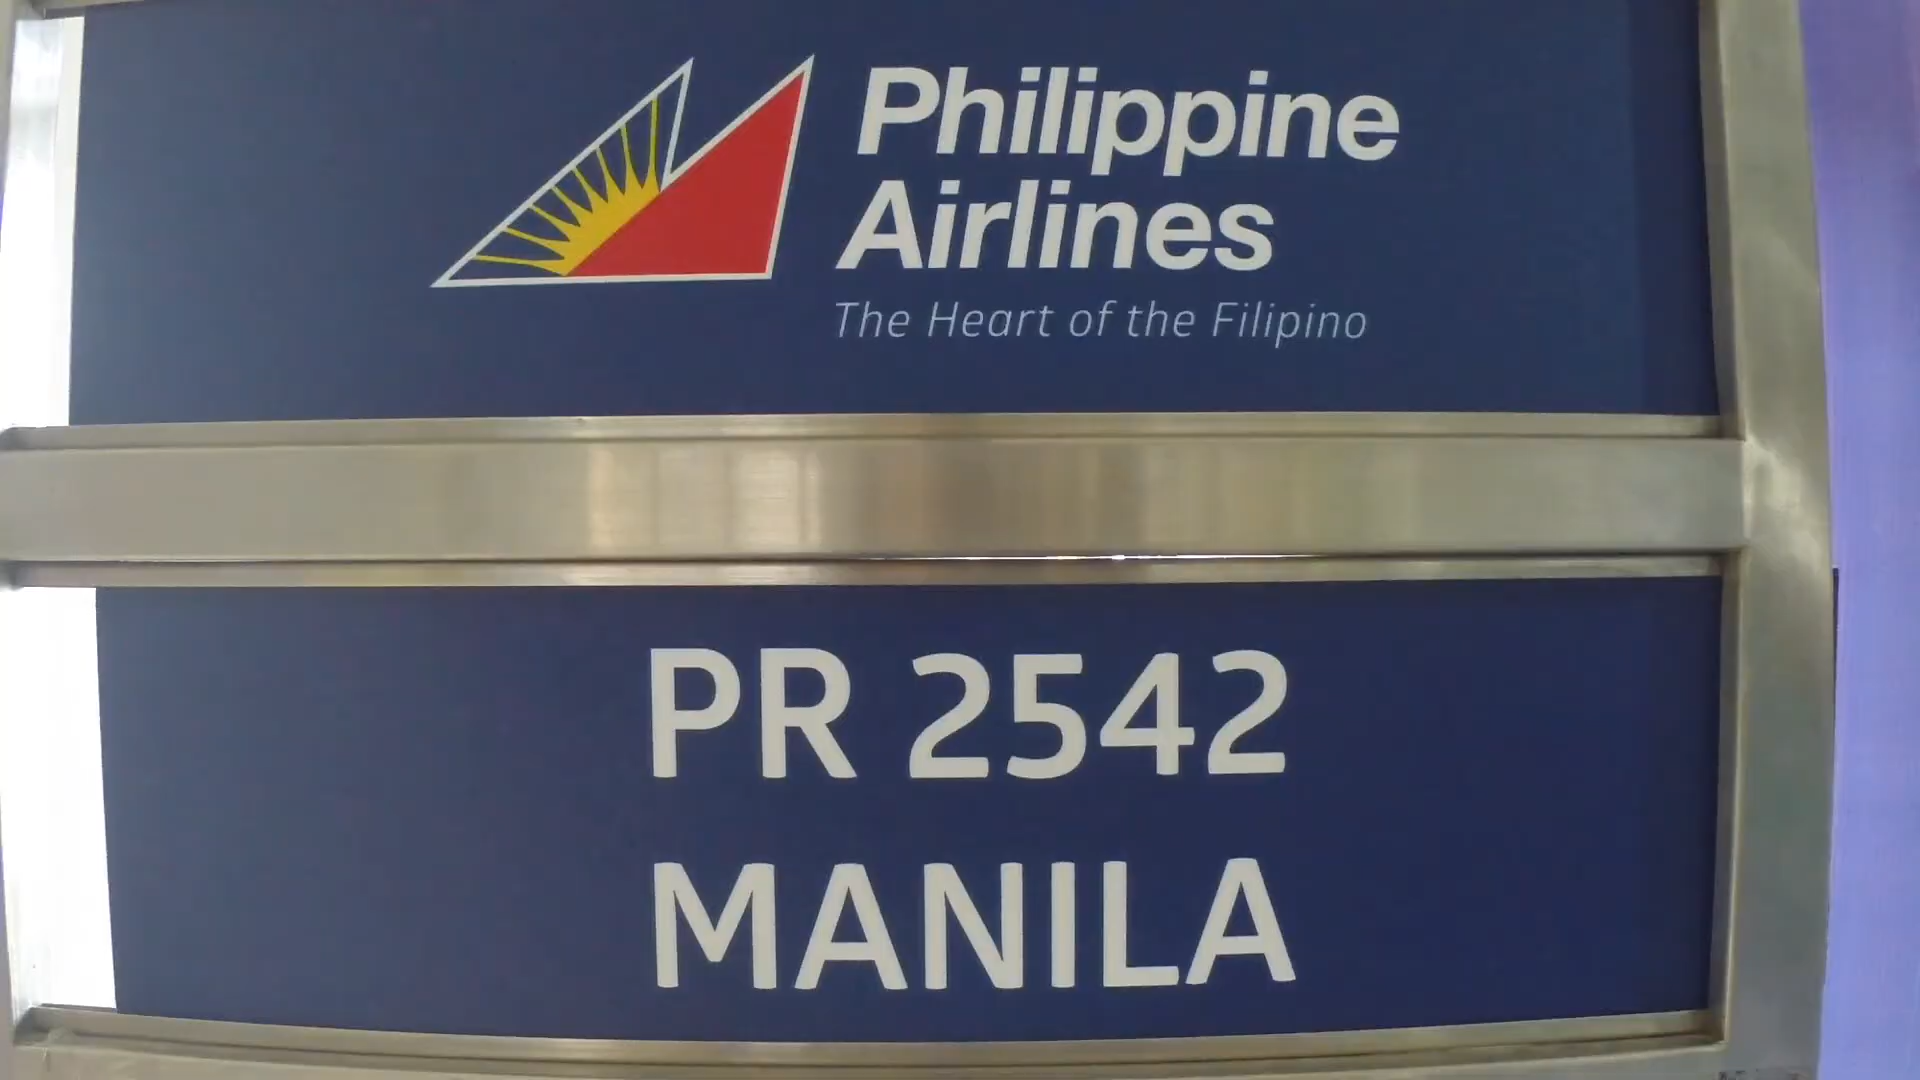 Philippine
Airlines
The Heart of the Filipino
PR 2542
MANILA